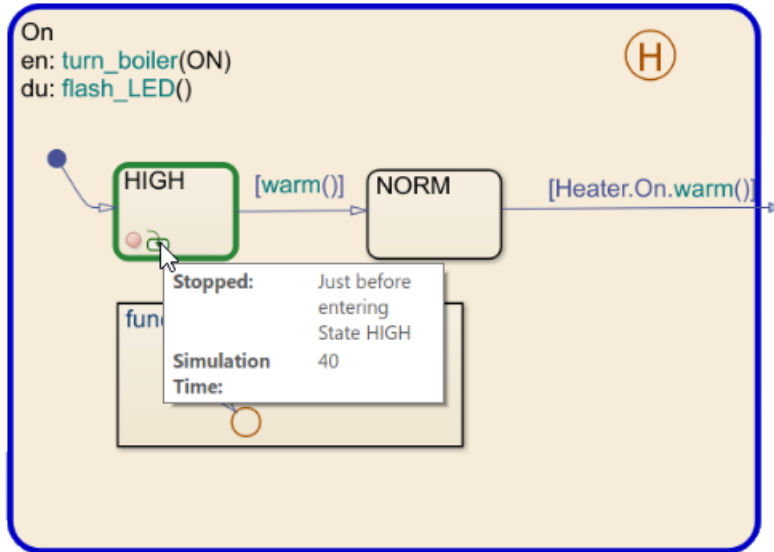 On
en: turn_boiler(ON)
du: flash_LED()
H
HIGH
[warm()]
NORM
[Heater.On.warm()]
Stopped:
Just before
entering
State HIGH
Simulation
Time:
40